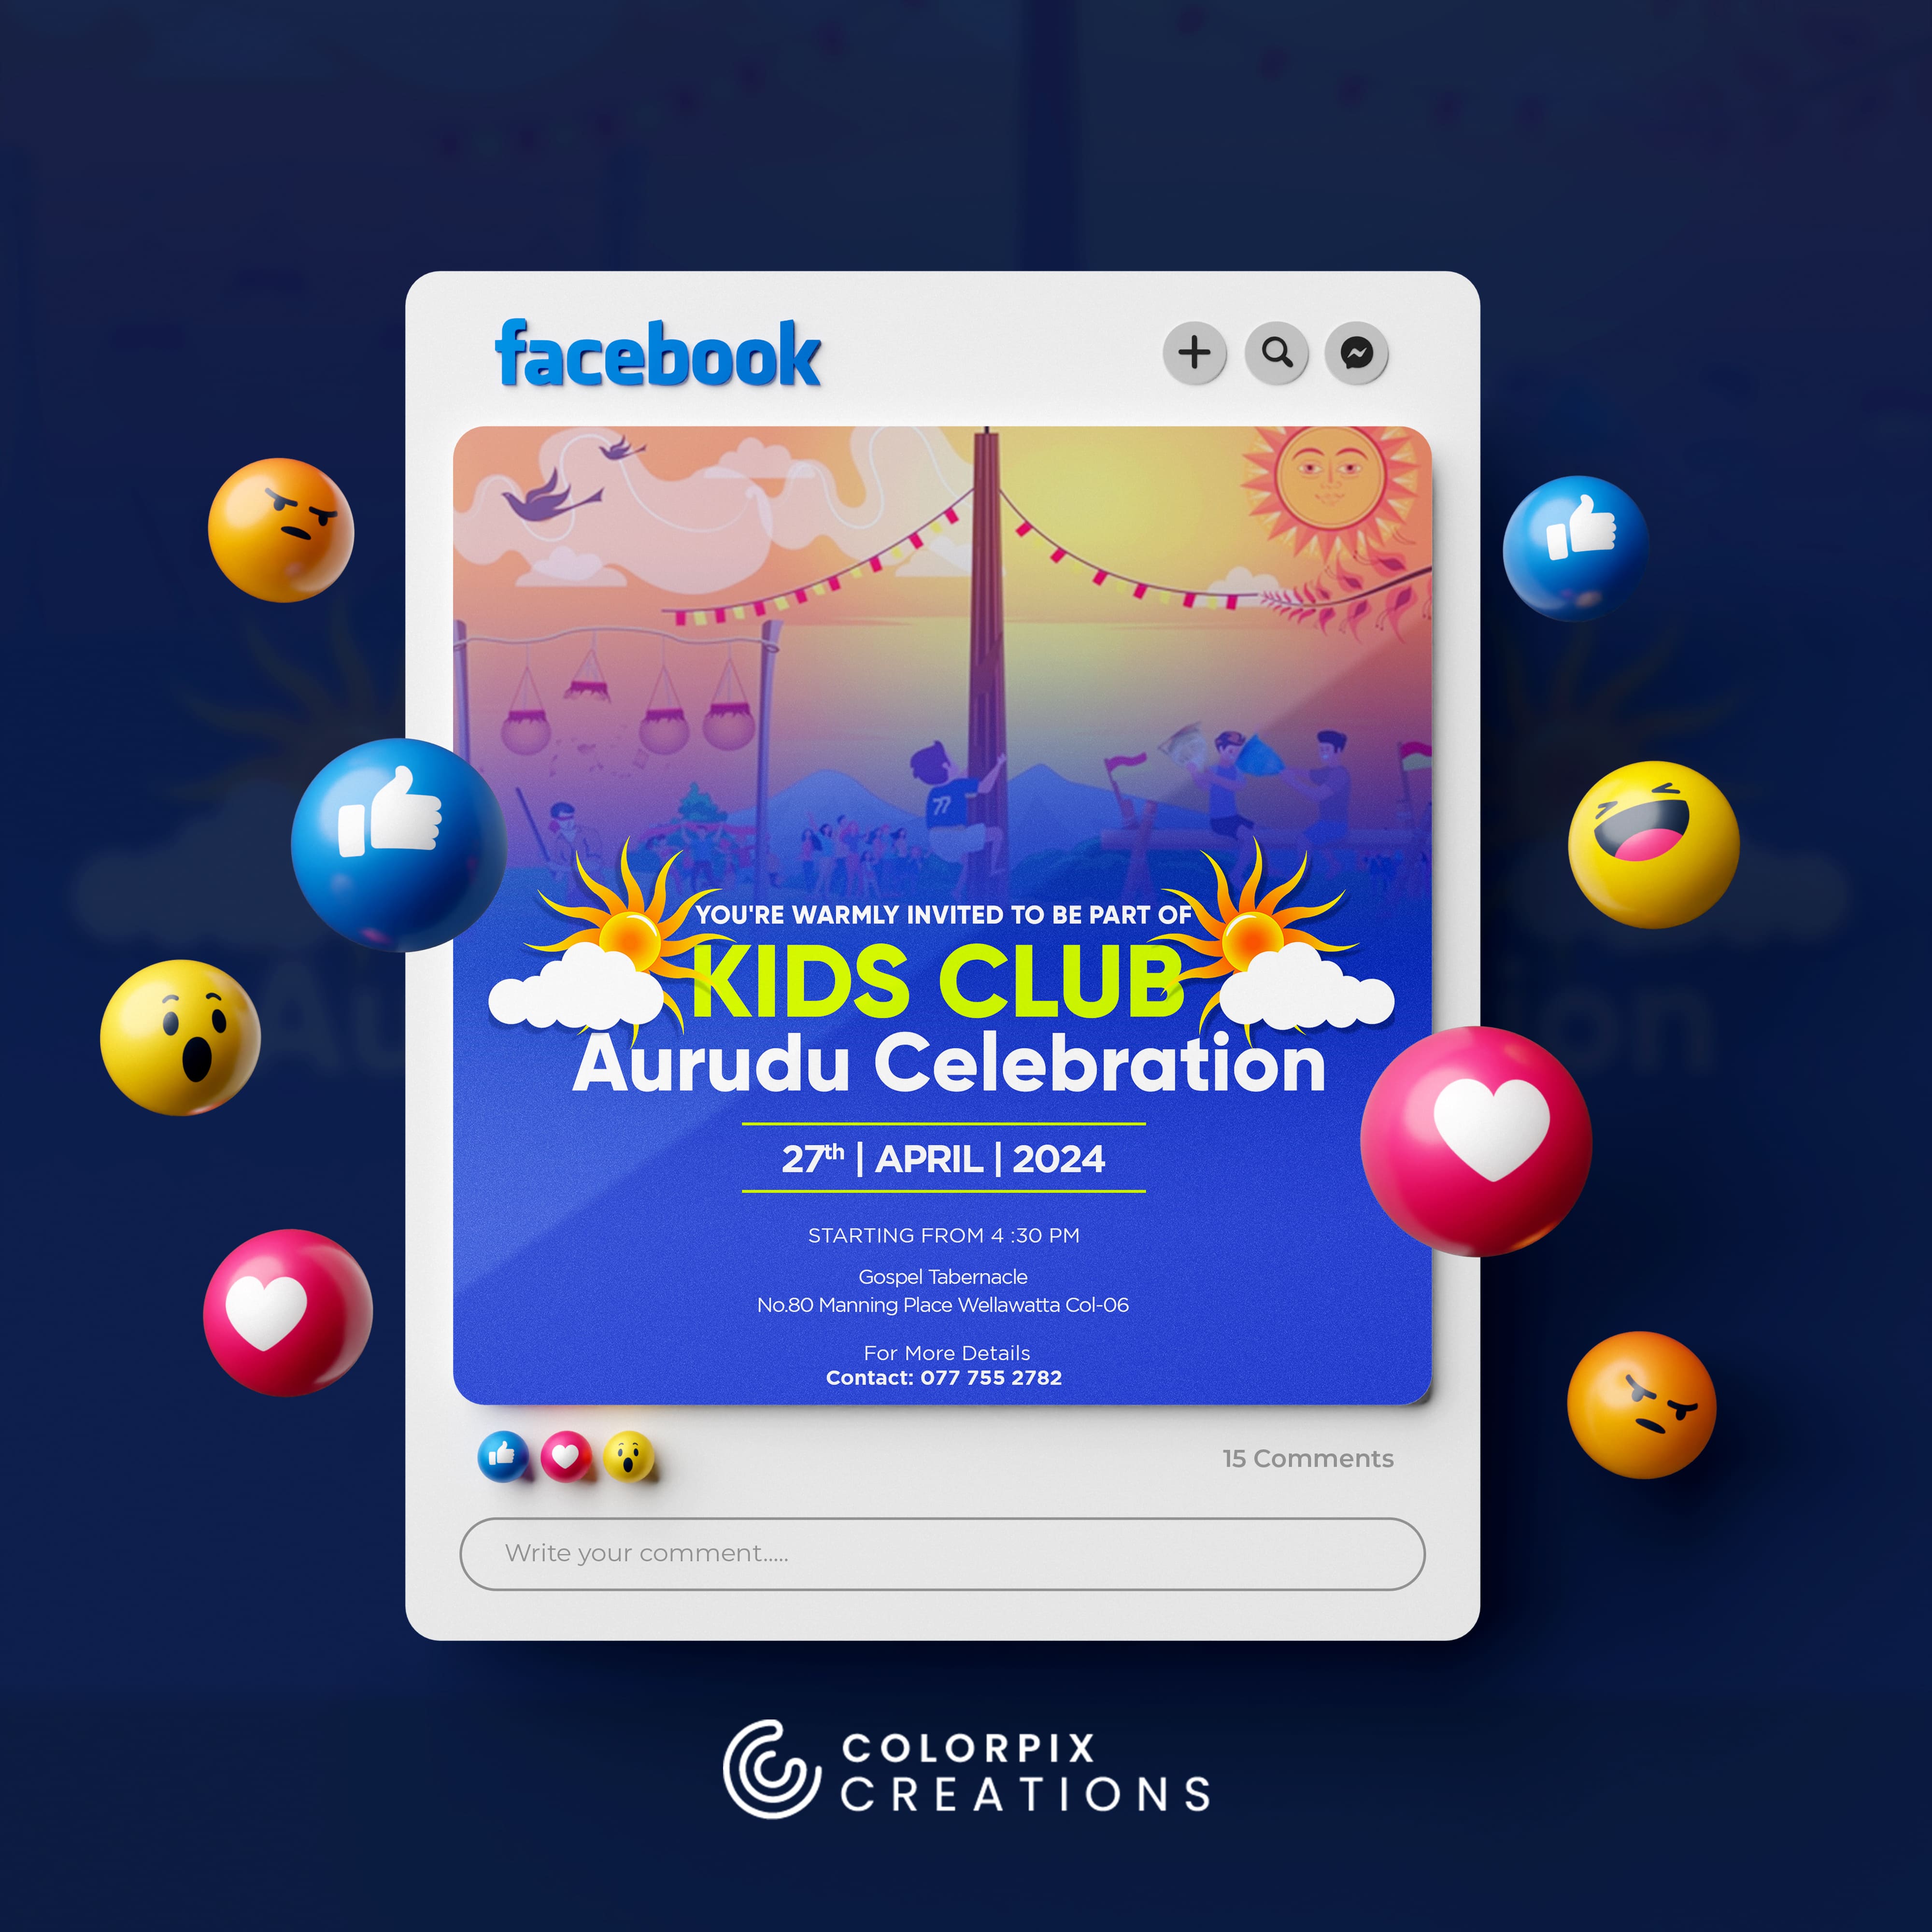 facebook
77
YOU'RE WARMLY INVITED TO BE PART OF
KIDS CLUB
Aurudu Celebration
27th | APRIL | 2024
STARTING FROM 4 :30 PM
Gospel Tabernacle
No.80 Manning Place Wellawatta Col-06
For More Details
Contact: 077 755 2782
15 Comments
Write your comment.....
COLORPIX
CREATIONS